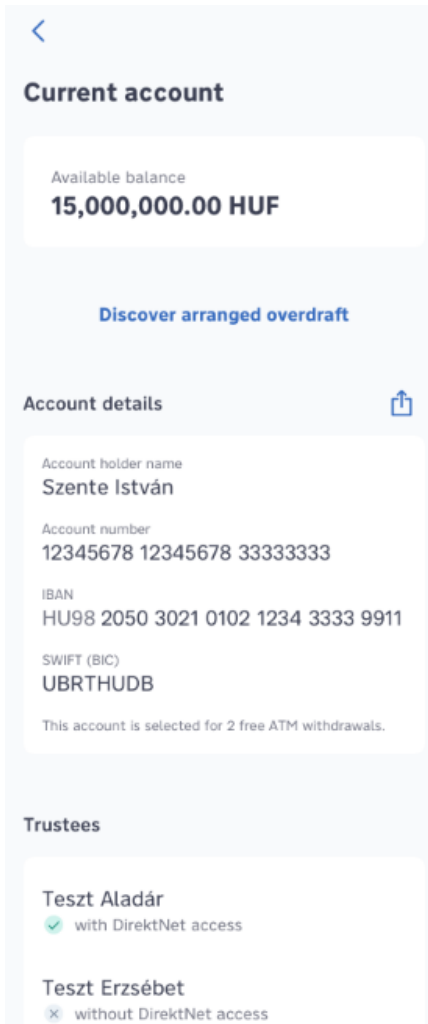 Current account
Available balance
15,000,000.00 HUF
Discover arranged overdraft
Account details
Account holder name
Szente István
Account number
12345678 12345678 33333333
IBAN
HU98 2050 3021 0102 1234 3333 9911
SWIFT (BIC)
UBRTHUDB
This account is selected for 2 free ATM withdrawals.
Trustees
Teszt Aladár
with DirektNet access
Teszt Erzsébet
without DirektNet access